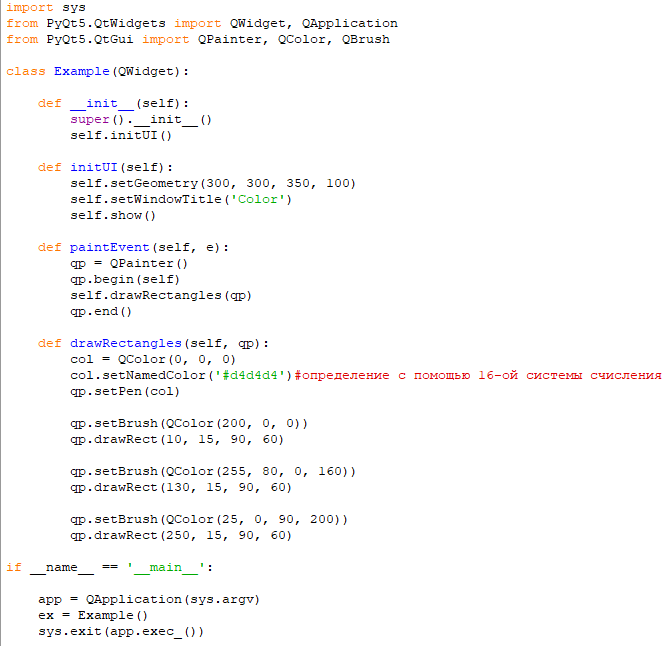 import sys
from PyQt5.QtWidgets import QWidget, QApplication
from PyQt5.QtGui import QPainter, QColor, QBrush

class Example(QWidget):

    def __init__(self):
        super().__init__()
        self.initUI()

    def initUI(self):
        self.setGeometry(300, 300, 350, 100)
        self.setWindowTitle('Color')
        self.show()

    def paintEvent(self, e):
        qp = QPainter()
        qp.begin(self)
        self.drawRectangles(qp)
        qp.end()

    def drawRectangles(self, qp):
        col = QColor(0, 0, 0)
        col.setNamedColor('#d4d4d4')#определение с помощью 16-ой системы счисления
        qp.setPen(col)

        qp.setBrush(QColor(200, 0, 0))
        qp.drawRect(10, 15, 90, 60)

        qp.setBrush(QColor(255, 80, 0, 160))
        qp.drawRect(130, 15, 90, 60)

        qp.setBrush(QColor(25, 0, 90, 200))
        qp.drawRect(250, 15, 90, 60)

if __name__ == '__main__':

    app = QApplication(sys.argv)
    ex = Example()
    sys.exit(app.exec_())